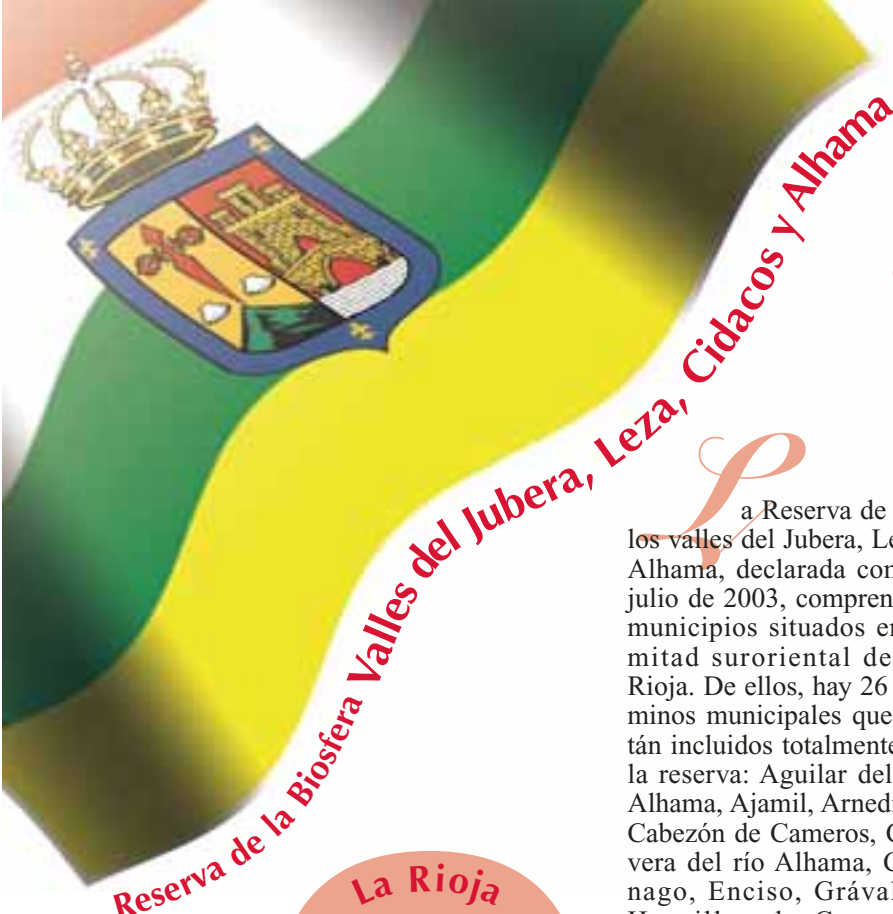 Reserva de la Biosfera Valles del Jubera, Leza, Cidacos y Alhama
La Rioja
La Reserva de
los valles del Jubera, Le
Alhama, declarada con
julio de 2003, compren
municipios situados en
mitad suroriental de
Rioja. De ellos, hay 26
minos municipales que
tán incluidos totalmente
la reserva: Aguilar del
Alhama, Ajamil, Arned
Cabezón de Cameros, C
vera del río Alhama, C
nago, Enciso, Grával